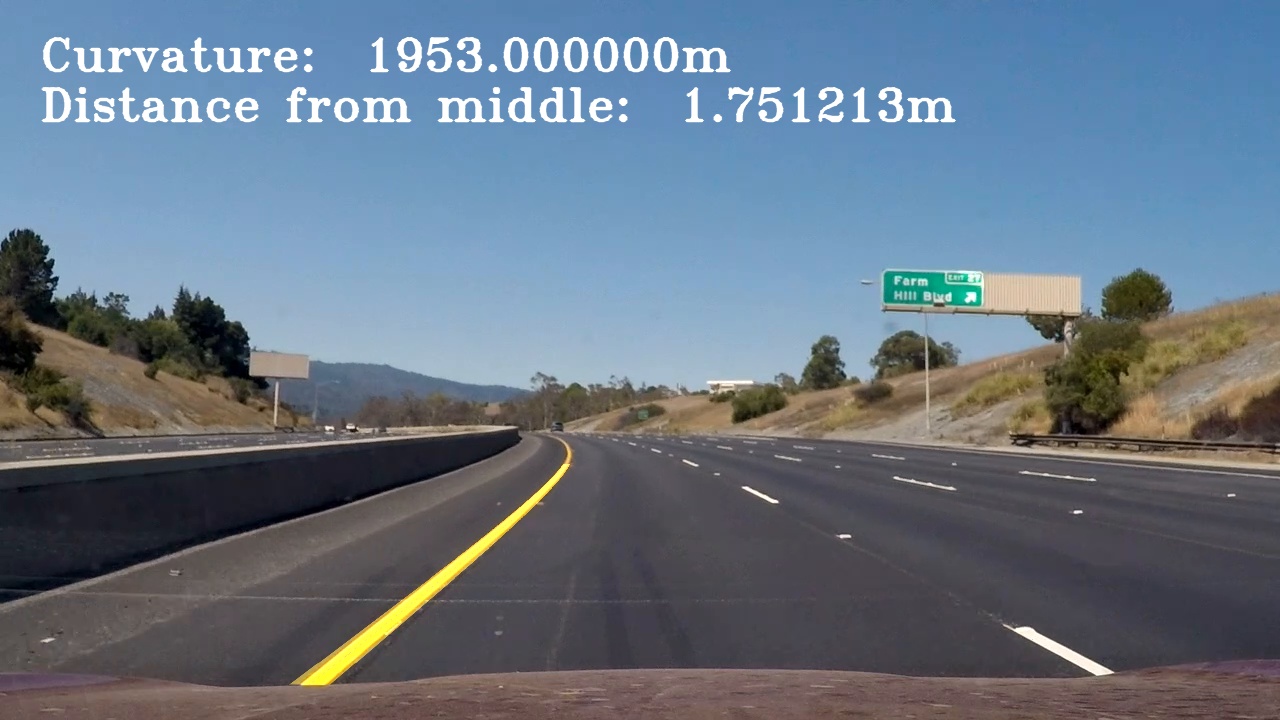 Curvature: 1953.000000m
Distance from middle: 1.751213m
EXIT 27
Farm
Hill Blvd